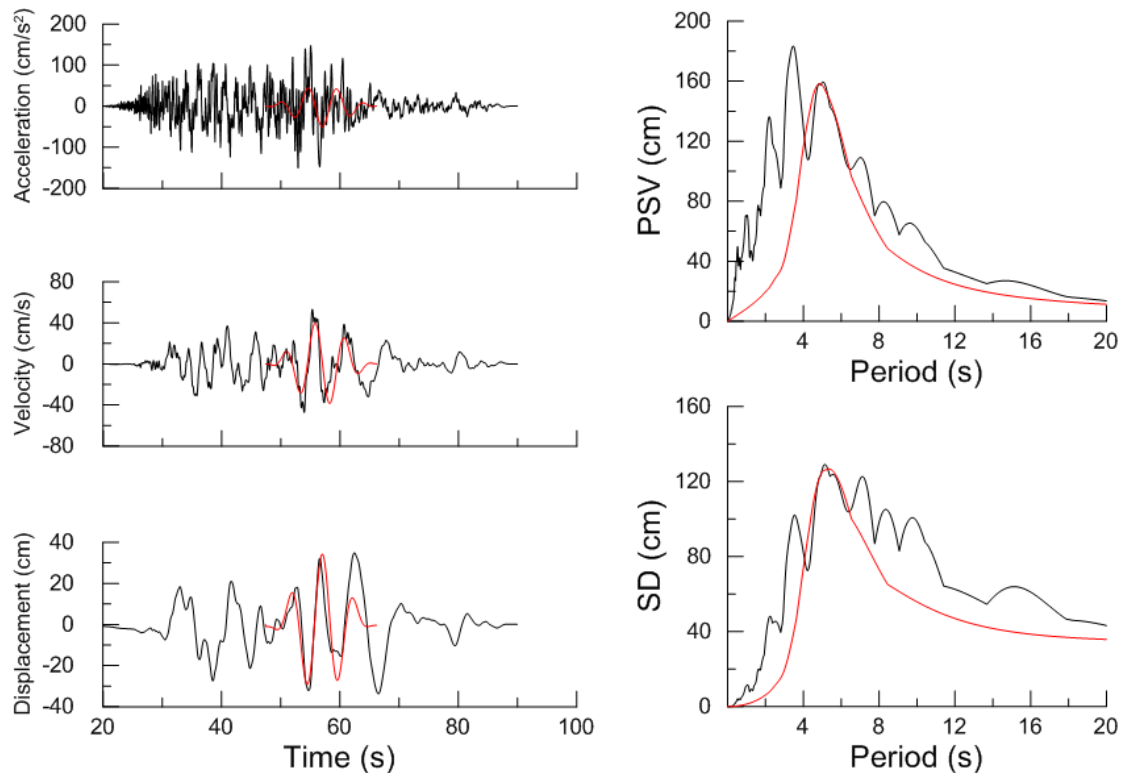 Acceleration (cm/s²)
200
100
0
-100
-200
Velocity (cm/s)
80
40
0
-40
-80
Displacement (cm)
40
20
0
-20
-40
20 40 60 80 100
Time (s)
PSV (cm)
200
160
120
80
40
0
4 8 12 16 20
Period (s)
SD (cm)
160
120
80
40
0
4 8 12 16 20
Period (s)